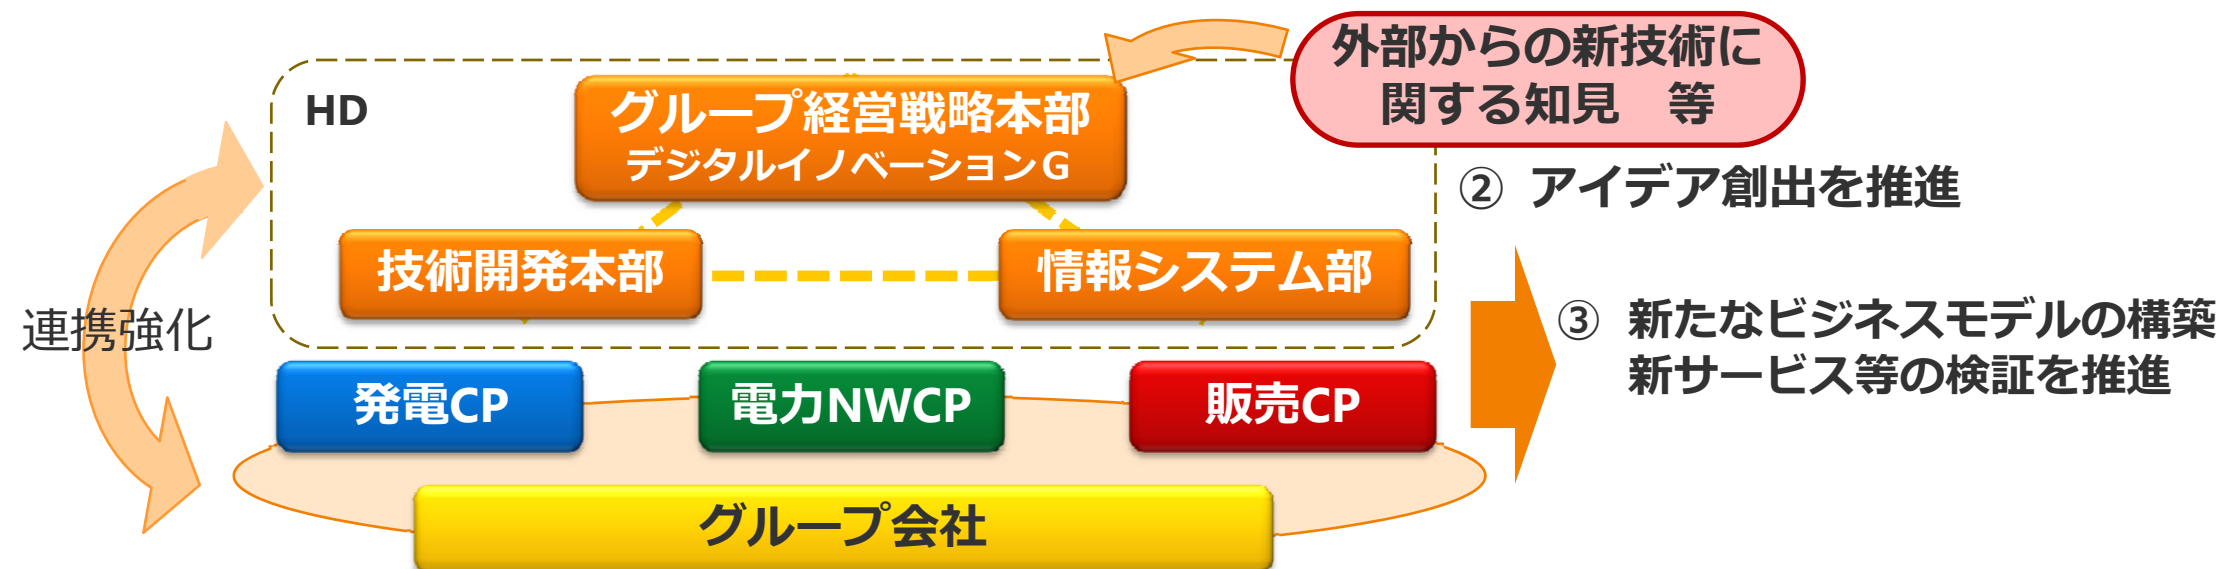 外部からの新技術に
関する知見　等
HD
グループ経営戦略本部
デジタルイノベーションＧ
② アイデア創出を推進
技術開発本部
情報システム部
連携強化
③ 新たなビジネスモデルの構築
新サービス等の検証を推進
発電CP
電力NWCP
販売CP
グループ会社